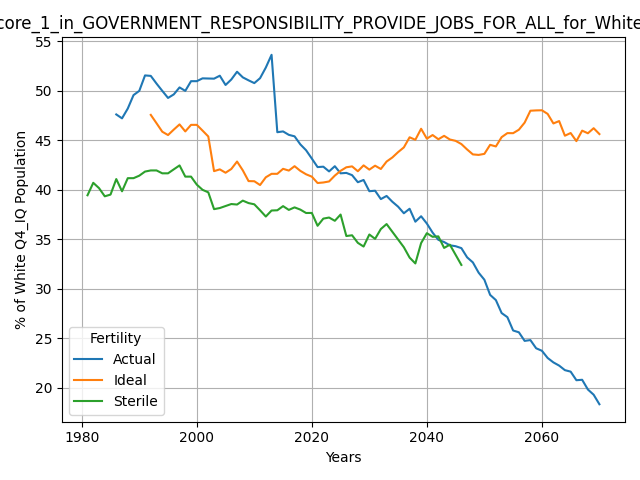 core_1_in_GOVERNMENT_RESPONSIBILITY_PROVIDE_JOBS_FOR_ALL_for_White
55
50
45
40
35
30
25
20
% of White Q4_IQ Population
Fertility
Actual
Ideal
Sterile
1980 2000 2020 2040 2060
Years